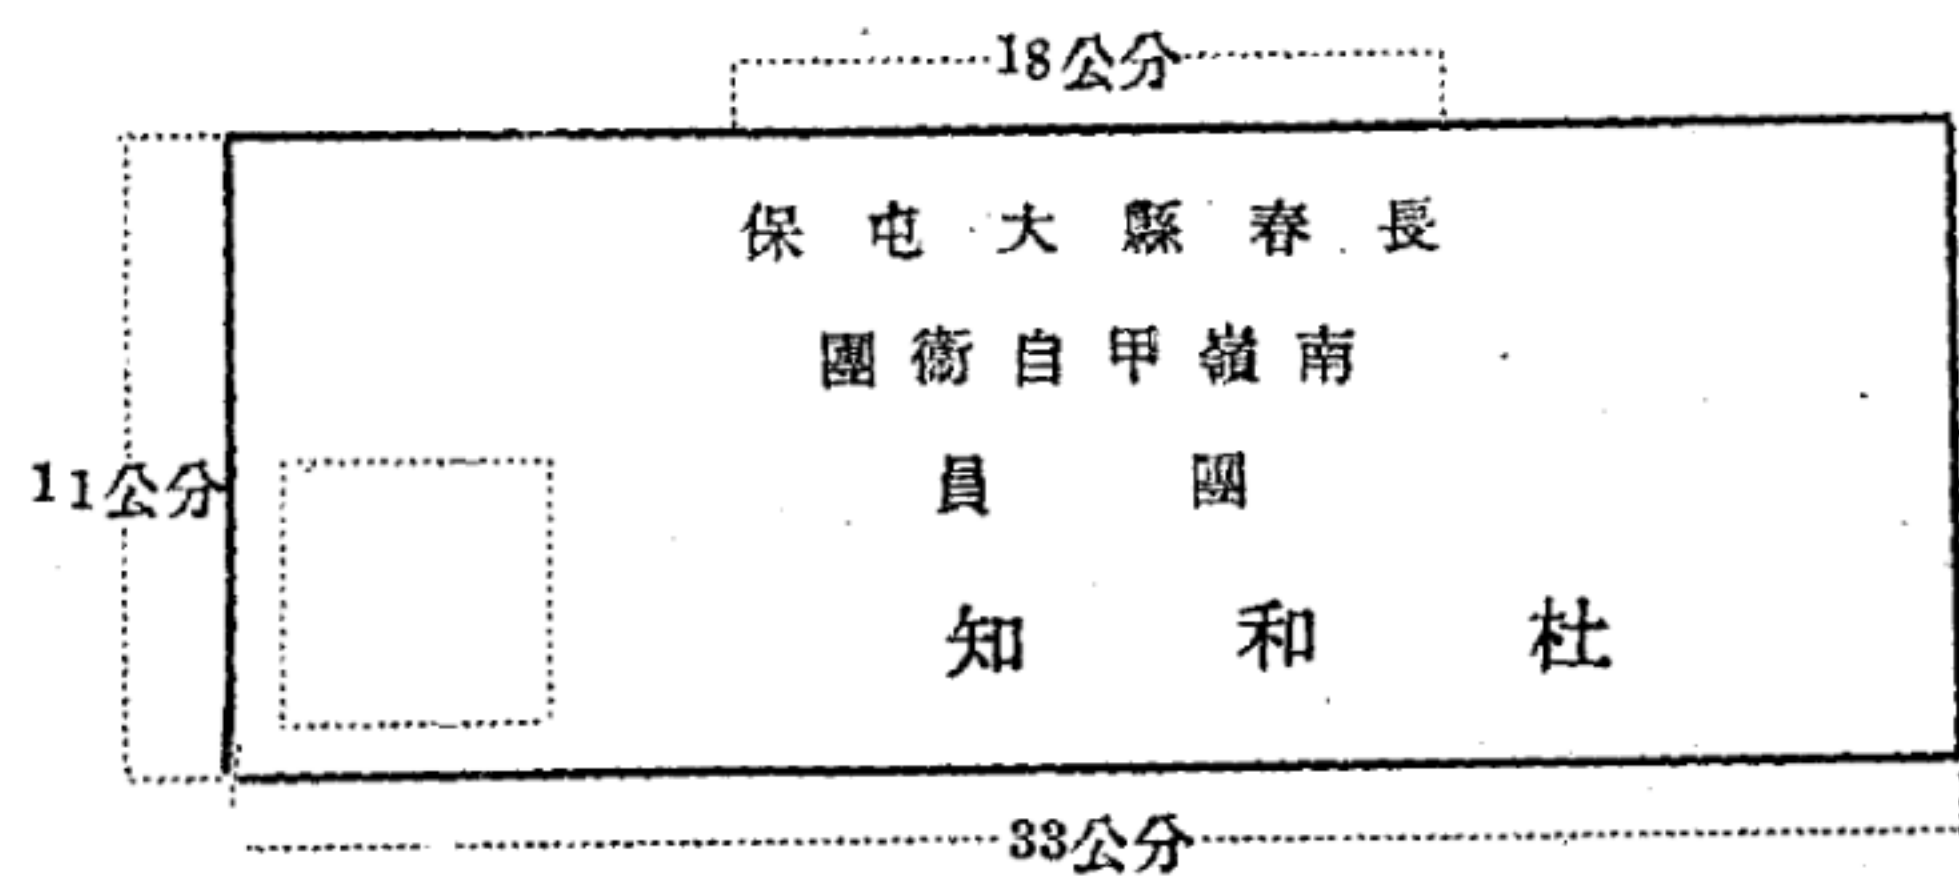 18公分
長春縣大屯保
南嶺甲自衞團
團員
11公分
杜和知
33公分